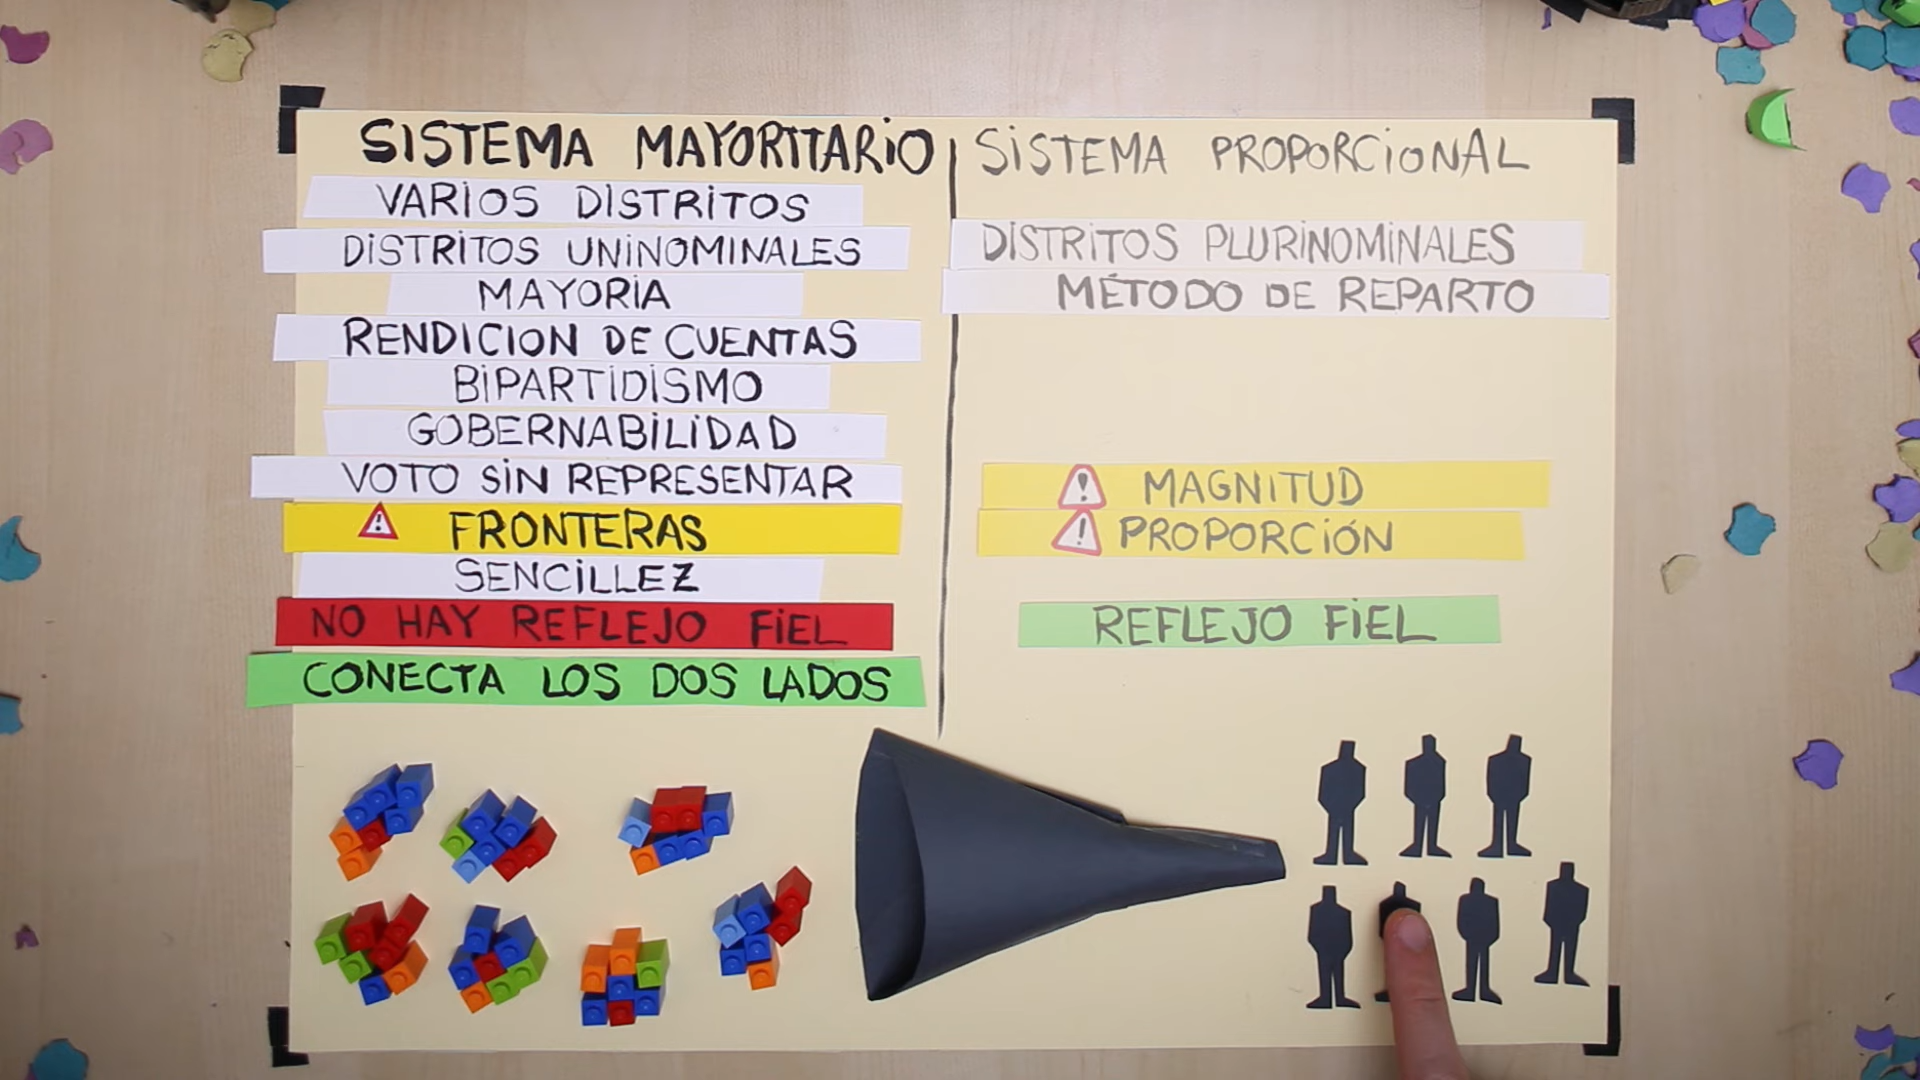 SISTEMA MAYORITARIO
VARIOS DISTRITOS
DISTRITOS UNINOMINALES
MAYORIA
RENDICION DE CUENTAS
BIPARTIDISMO
GOBERNABILIDAD
VOTO SIN REPRESENTAR
FRONTERAS
SENCILLEZ
NO HAY REFLEJO FIEL
CONECTA LOS DOS LADOS
SISTEMA PROPORCIONAL
DISTRITOS PLURINOMINALES
MÉTODO DE REPARTO
MAGNITUD
PROPORCIÓN
REFLEJO FIEL